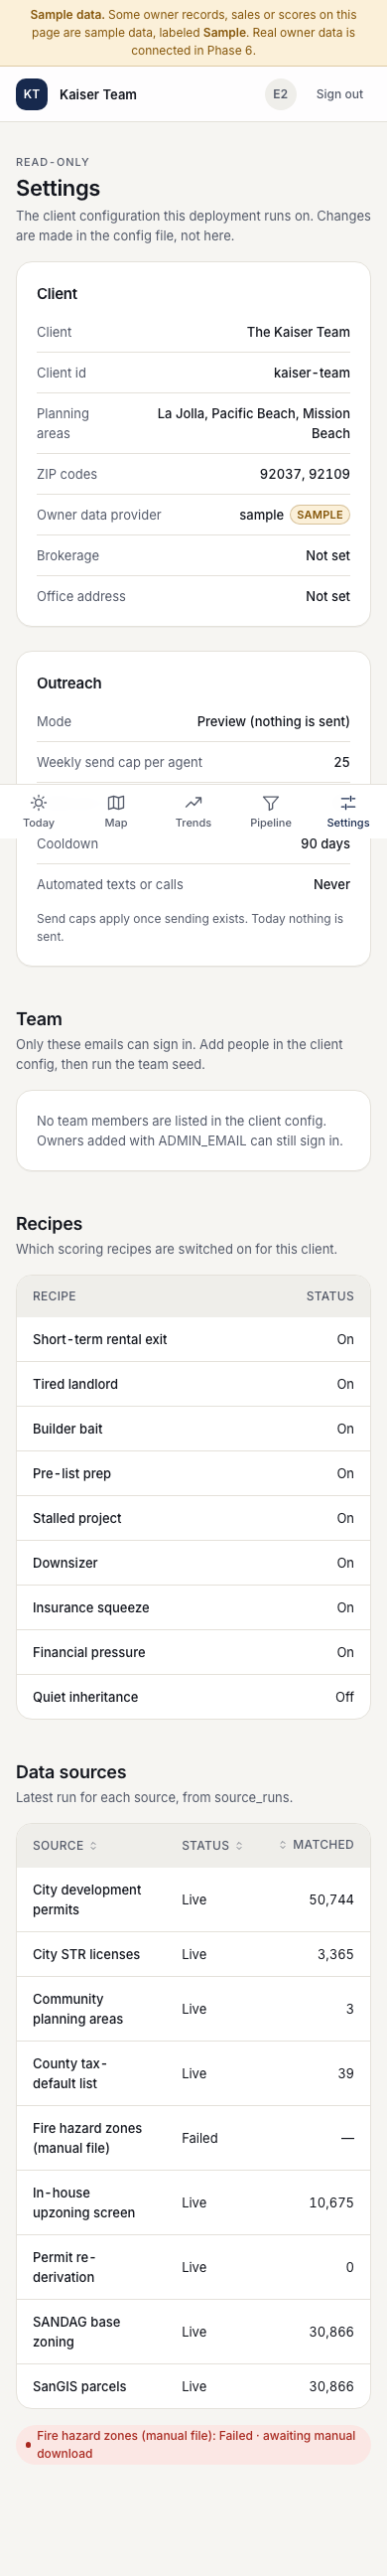 Sample data. Some owner records, sales or scores on this
page are sample data, labeled Sample. Real owner data is
connected in Phase 6.
KT Kaiser Team E2 Sign out
READ-ONLY
Settings
The client configuration this deployment runs on. Changes
are made in the config file, not here.
Client
Client The Kaiser Team
Client id kaiser-team
Planning areas La Jolla, Pacific Beach, Mission Beach
ZIP codes 92037, 92109
Owner data provider sample SAMPLE
Brokerage Not set
Office address Not set
Outreach
Mode Preview (nothing is sent)
Weekly send cap per agent 25
Today Map Trends Pipeline Settings
Cooldown 90 days
Automated texts or calls Never
Send caps apply once sending exists. Today nothing is
sent.
Team
Only these emails can sign in. Add people in the client
config, then run the team seed.
No team members are listed in the client config.
Owners added with ADMIN_EMAIL can still sign in.
Recipes
Which scoring recipes are switched on for this client.
RECIPE STATUS
Short-term rental exit On
Tired landlord On
Builder bait On
Pre-list prep On
Stalled project On
Downsizer On
Insurance squeeze On
Financial pressure On
Quiet inheritance Off
Data sources
Latest run for each source, from source_runs.
SOURCE STATUS MATCHED
City development permits Live 50,744
City STR licenses Live 3,365
Community planning areas Live 3
County tax-default list Live 39
Fire hazard zones (manual file) Failed —
In-house upzoning screen Live 10,675
Permit re-derivation Live 0
SANDAG base zoning Live 30,866
SanGIS parcels Live 30,866
Fire hazard zones (manual file): Failed · awaiting manual
download